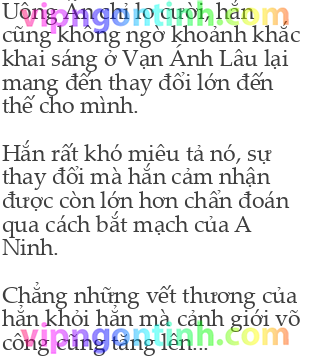 Uông Ấn chỉ lo cười, hắn
cũng không ngờ khoảnh khắc
khai sáng ở Vạn Ánh Lâu lại
mang đến thay đổi lớn đến
thế cho mình.
Hắn rất khó miêu tả nó, sự
thay đổi mà hắn cảm nhận
được còn lớn hơn chẩn đoán
qua cách bắt mạch của A
Ninh.
Chẳng những vết thương của
hắn khỏi hẳn mà cảnh giới võ
công cũng tăng lên...
vipngontinh.com
vipngontinh.com